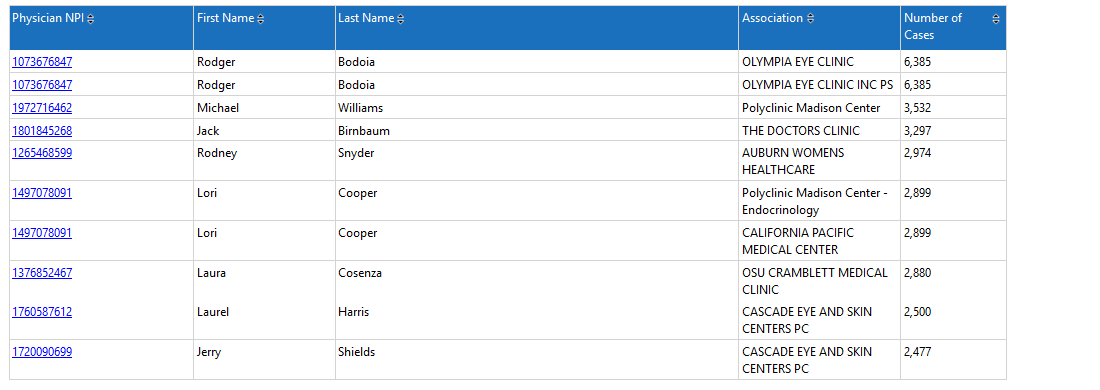 Physician NPI First Name Last Name Association Number of
Cases
1073676847 Rodger Bodoia OLYMPIA EYE CLINIC 6,385
1073676847 Rodger Bodoia OLYMPIA EYE CLINIC INC PS 6,385
1972716462 Michael Williams Polyclinic Madison Center 3,532
1801845268 Jack Birnbaum THE DOCTORS CLINIC 3,297
1265468599 Rodney Snyder AUBURN WOMENS 2,974
HEALTHCARE
1497078091 Lori Cooper Polyclinic Madison Center - 2,899
Endocrinology
1497078091 Lori Cooper CALIFORNIA PACIFIC 2,899
MEDICAL CENTER
1376852467 Laura Cosenza OSU CRAMBLETT MEDICAL 2,880
CLINIC
1760587612 Laurel Harris CASCADE EYE AND SKIN 2,500
CENTERS PC
1720090699 Jerry Shields CASCADE EYE AND SKIN 2,477
CENTERS PC